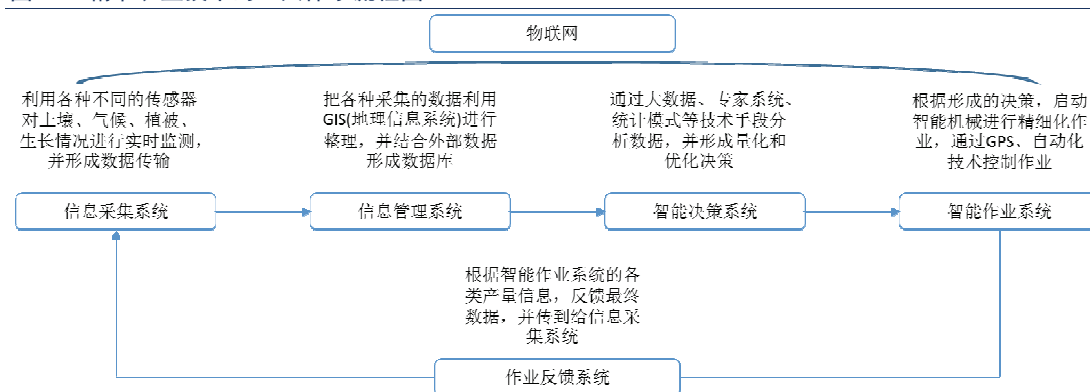 物联网
利用各种不同的传感器
对土壤、气候、植被、
生长情况进行实时监测，
并形成数据传输
把各种采集的数据利用
GIS(地理信息系统)进行
整理，并结合外部数据
形成数据库
通过大数据、专家系统、
统计模式等技术手段分
析数据，并形成量化和
优化决策
根据形成的决策，启动
智能机械进行精细化作
业，通过GPS、自动化
技术控制作业
信息采集系统
信息管理系统
智能决策系统
智能作业系统
根据智能作业系统的各
类产量信息，反馈最终
数据，并传到给信息采
集系统
作业反馈系统